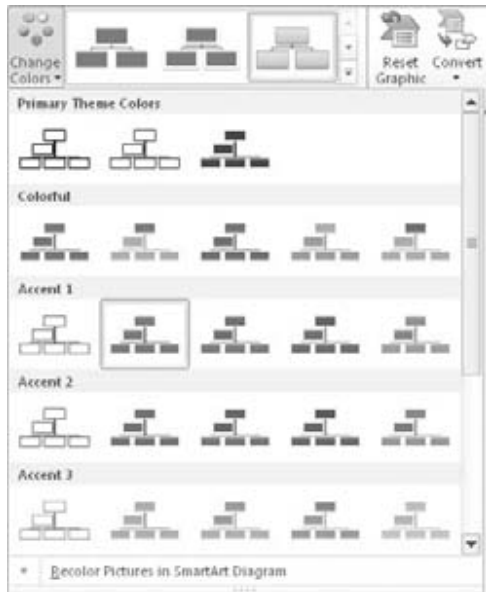 Change
Colors
Reset
Graphic
Convert
Primary Theme Colors
Colorful
Accent 1
Accent 2
Accent 3
Recolor Pictures in SmartArt Diagram